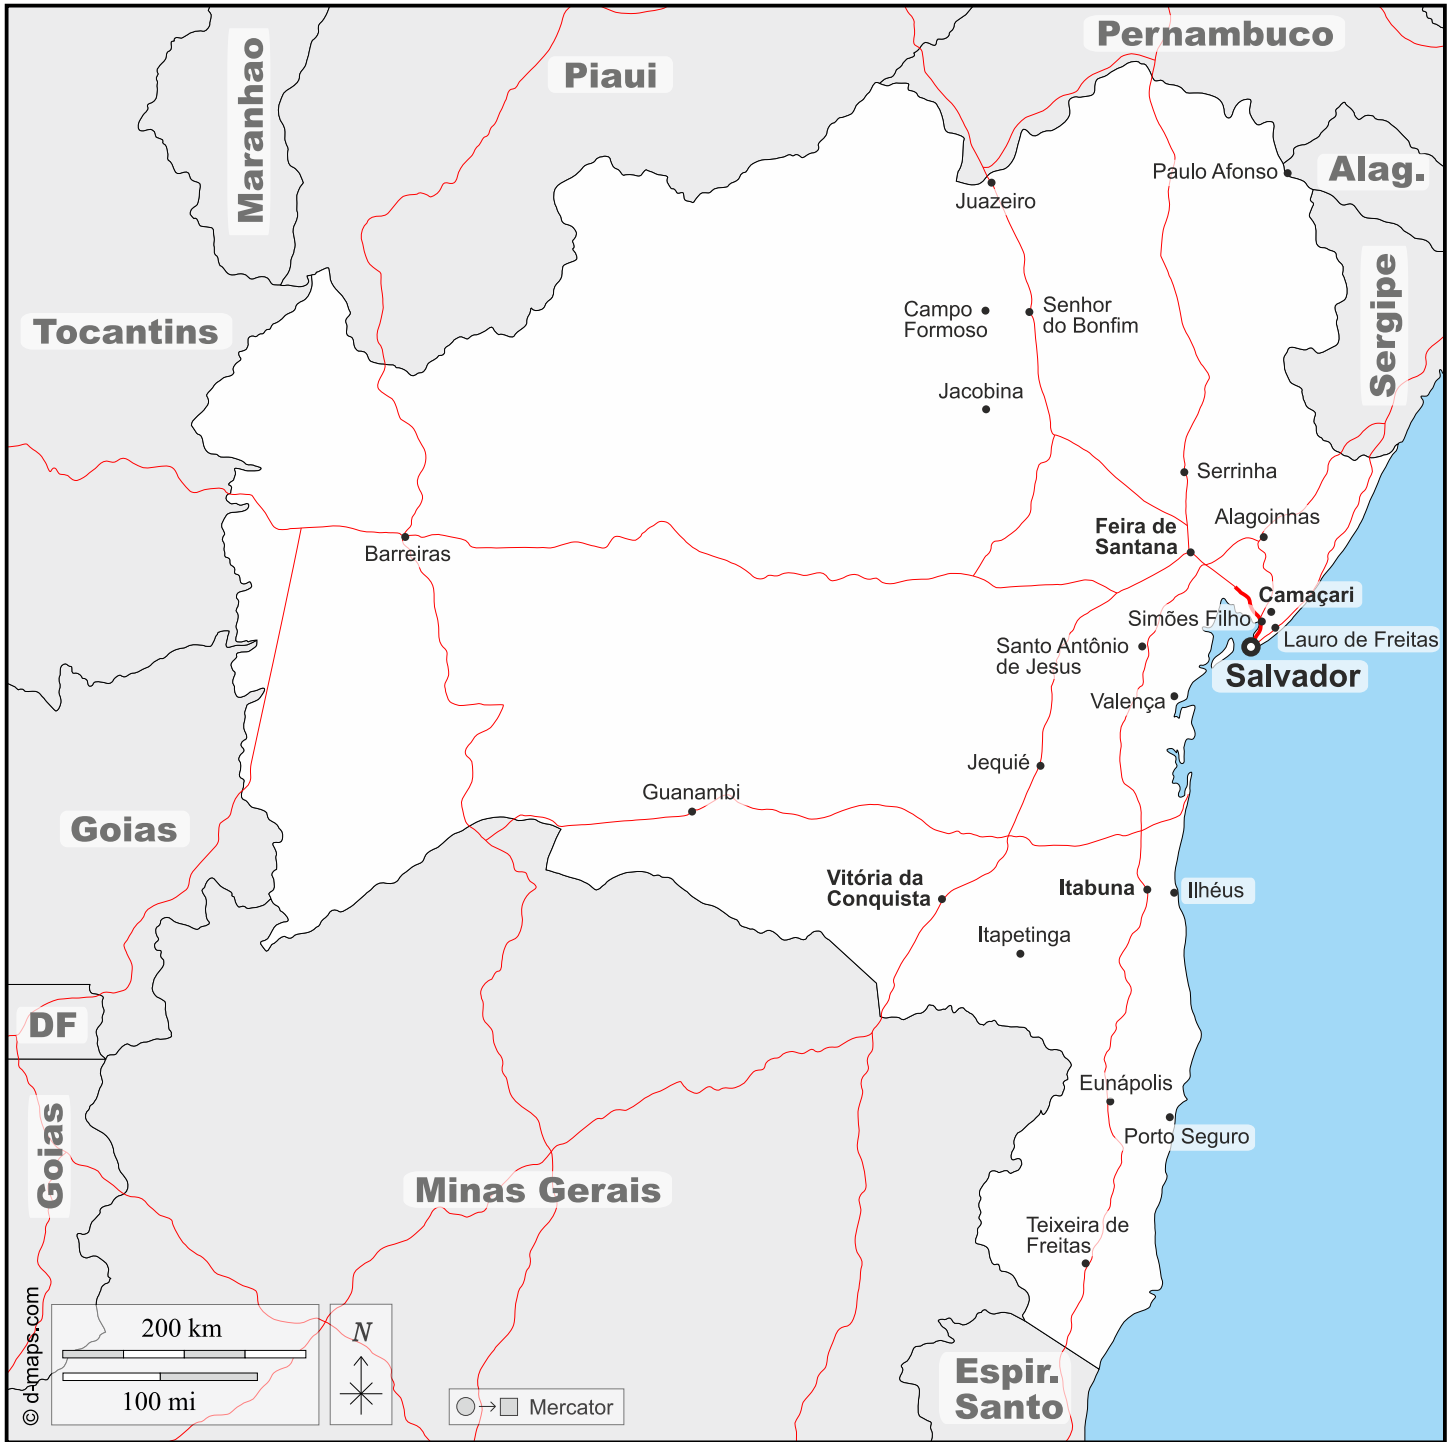 Pernambuco
Piaui
Maranhao
Alag.
Paulo Afonso
Juazeiro
Sergipe
Tocantins
Campo
Formoso
Senhor
do Bonfim
Jacobina
Serrinha
Alagoinhas
Feira de
Santana
Barreiras
Camaçari
Simões Filho
Lauro de Freitas
Santo Antônio
de Jesus
Salvador
Valença
Jequié
Guanambi
Goias
Vitória da
Conquista
Itabuna
Ilhéus
Itapetinga
DF
Eunápolis
Porto Seguro
Goias
Minas Gerais
Teixeira de
Freitas
© d-maps.com
200 km
100 mi
N
Mercator
Espir.
Santo